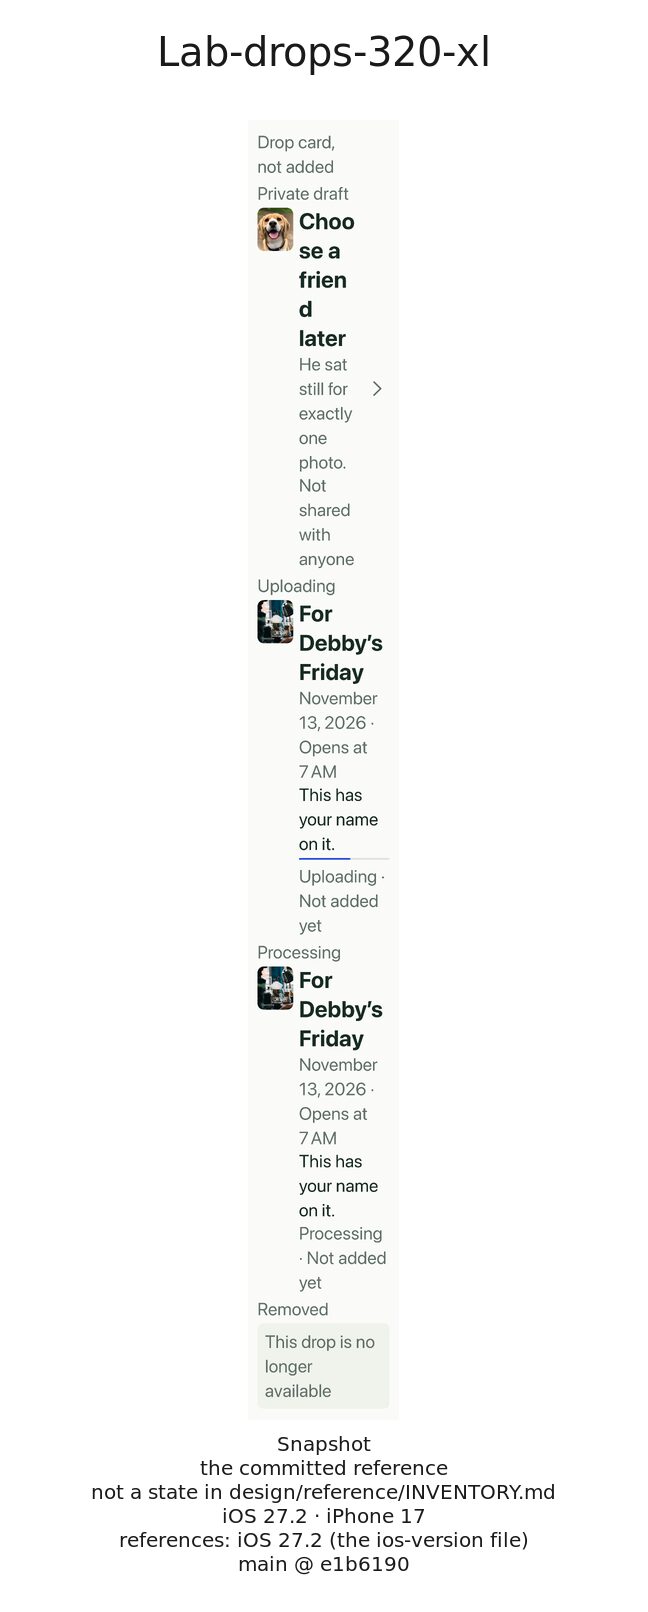 Lab-drops-320-xl
Drop card,
not added
Private draft
Choo
se a
frien
d
later
He sat
still for
exactly
one
photo.
Not
shared
with
anyone
Uploading
For
Debby’s
Friday
November
13, 2026 ·
Opens at
7 AM
This has
your name
on it.
Uploading ·
Not added
yet
Processing
For
Debby’s
Friday
November
13, 2026 ·
Opens at
7 AM
This has
your name
on it.
Processing
· Not added
yet
Removed
This drop is no
longer
available
Snapshot
the committed reference
not a state in design/reference/INVENTORY.md
iOS 27.2 · iPhone 17
references: iOS 27.2 (the ios-version file)
main @ e1b6190